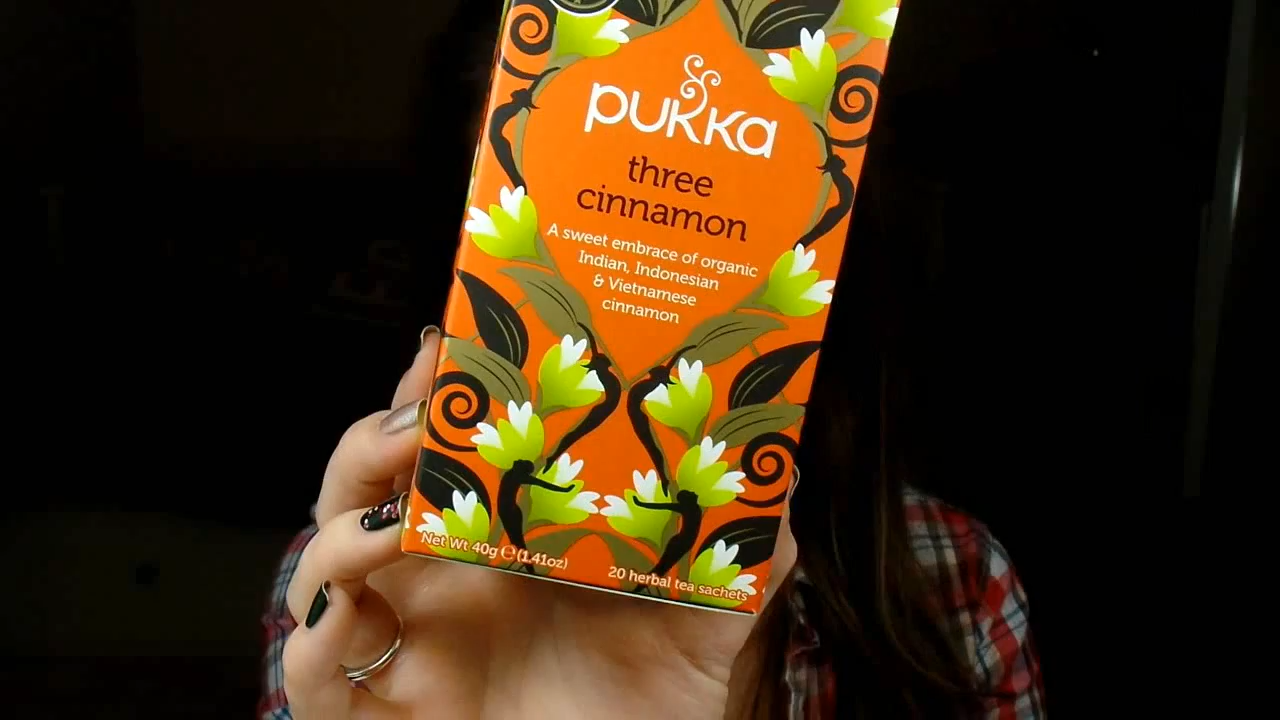 pukka
three
cinnamon
A sweet embrace of organic
Indian, Indonesian
& Vietnamese
cinnamon
Net Wt 40g ℮ (1.41oz)
20 herbal tea sachets